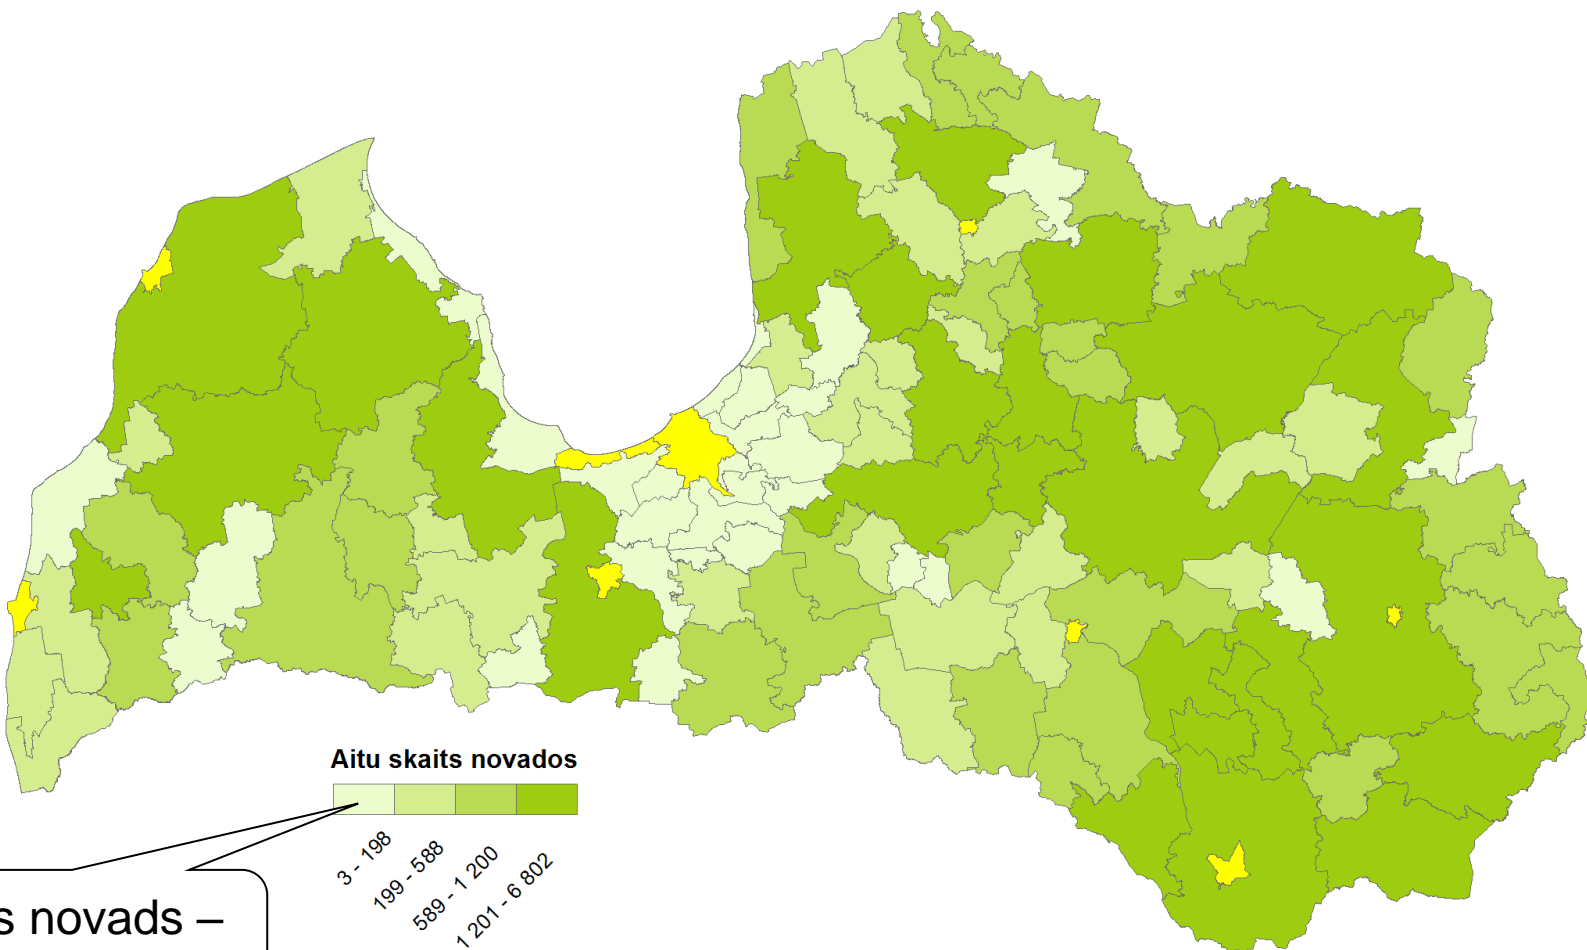 Aitu skaits novados
3 - 198
199 - 588
589 - 1 200
1 201 - 6 802
novads –